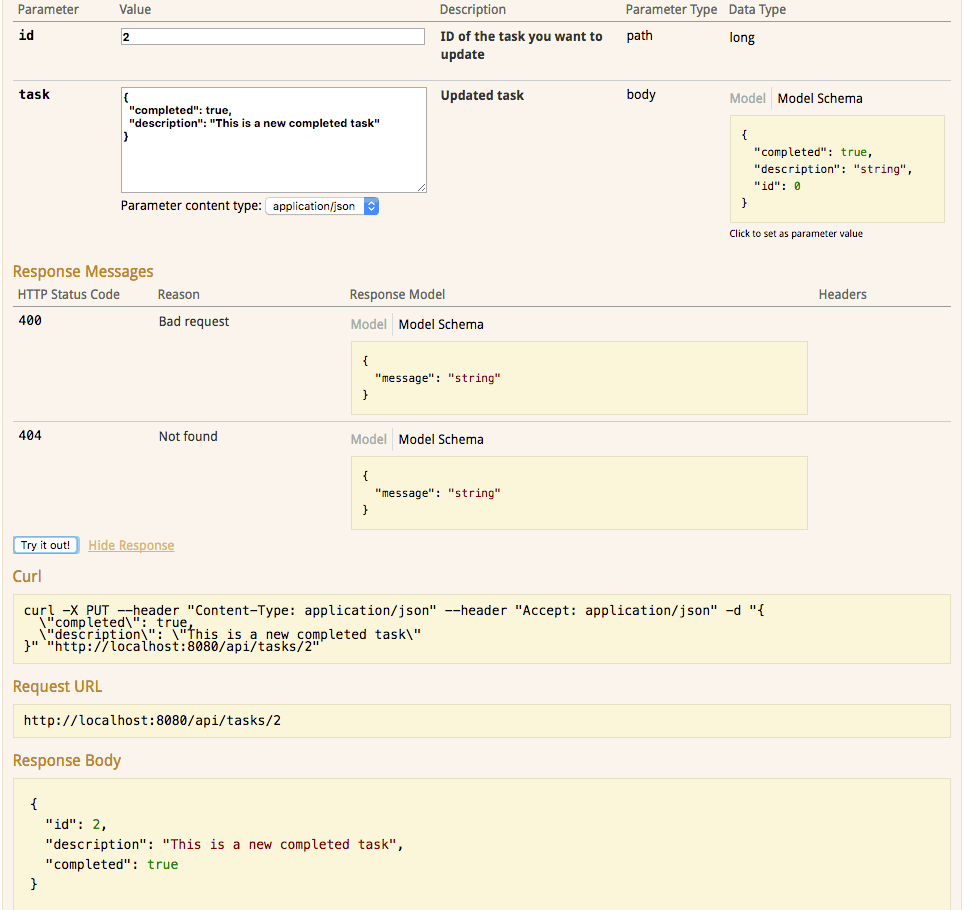 Parameter Value Description Parameter Type Data Type
id 2 ID of the task you want to update path long
task
{
"completed": true,
"description": "This is a new completed task"
}
Parameter content type: application/json
Updated task body
Model Model Schema
{
"completed": true,
"description": "string",
"id": 0
}
Click to set as parameter value
Response Messages
HTTP Status Code Reason Response Model Headers
400 Bad request Model Model Schema
{
"message": "string"
}
404 Not found Model Model Schema
{
"message": "string"
}
Try it out! Hide Response
Curl
curl -X PUT --header "Content-Type: application/json" --header "Accept: application/json" -d "{
\"completed\": true,
\"description\": \"This is a new completed task\"
}" "http://localhost:8080/api/tasks/2"
Request URL
http://localhost:8080/api/tasks/2
Response Body
{
"id": 2,
"description": "This is a new completed task",
"completed": true
}